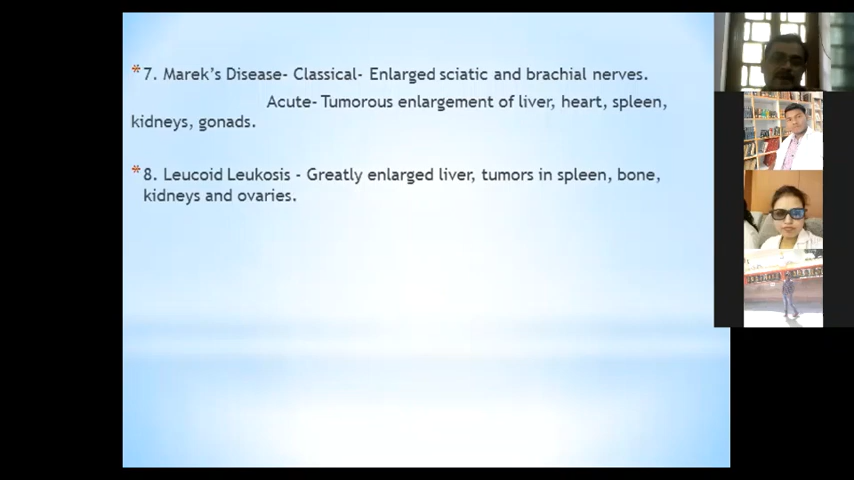 *7. Marek's Disease- Classical- Enlarged sciatic and brachial nerves.
Acute- Tumorous enlargement of liver, heart, spleen,
kidneys, gonads.
*8. Leucoid Leukosis - Greatly enlarged liver, tumors in spleen, bone,
kidneys and ovaries.